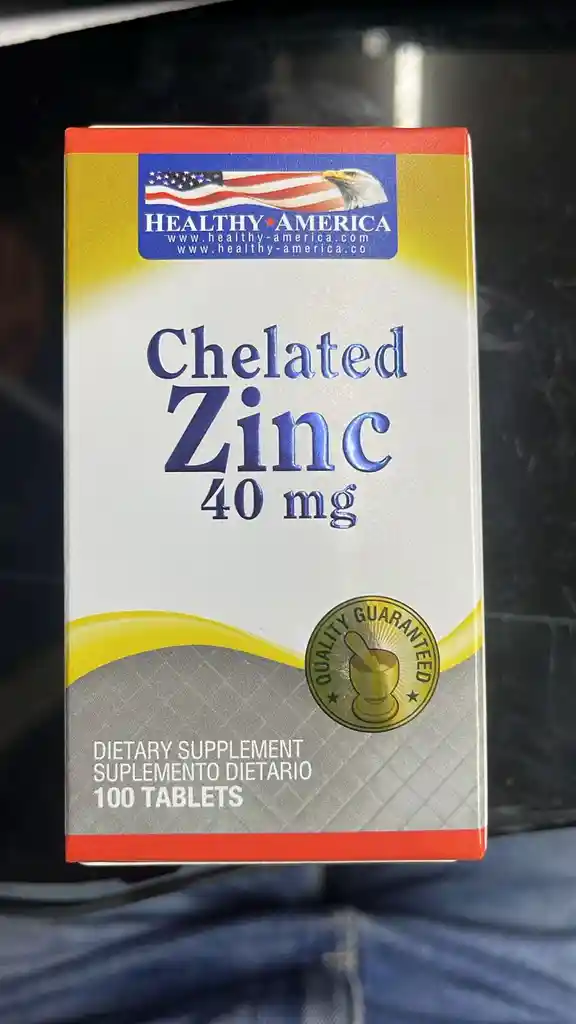 HEALTHY★AMERICA
www.healthy-america.com
www.healthy-america.co
Chelated
Zinc
40 mg
QUALITY GUARANTEED
DIETARY SUPPLEMENT
SUPLEMENTO DIETARIO
100 TABLETS